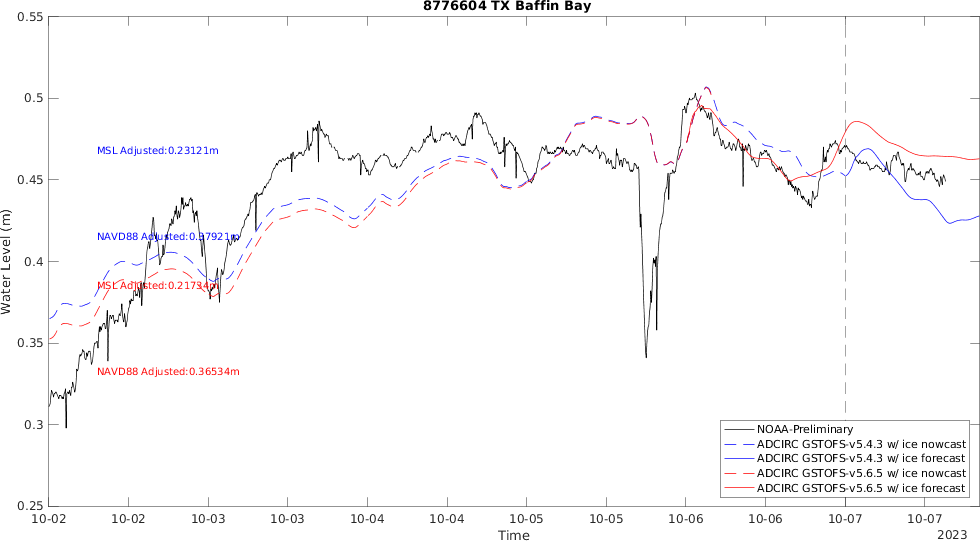 8776604 TX Baffin Bay
0.55
0.5
0.45
0.4
0.35
0.3
0.25
Water Level (m)
MSL Adjusted:0.23121m
NAVD88 Adjusted:0.37921m
MSL Adjusted:0.21734m
NAVD88 Adjusted:0.36534m
NOAA-Preliminary
ADCIRC GSTOFS-v5.4.3 w/ ice nowcast
ADCIRC GSTOFS-v5.4.3 w/ ice forecast
ADCIRC GSTOFS-v5.6.5 w/ ice nowcast
ADCIRC GSTOFS-v5.6.5 w/ ice forecast
10-02 10-02 10-03 10-03 10-04 10-04 10-05 10-05 10-06 10-06 10-07 10-07
Time
2023